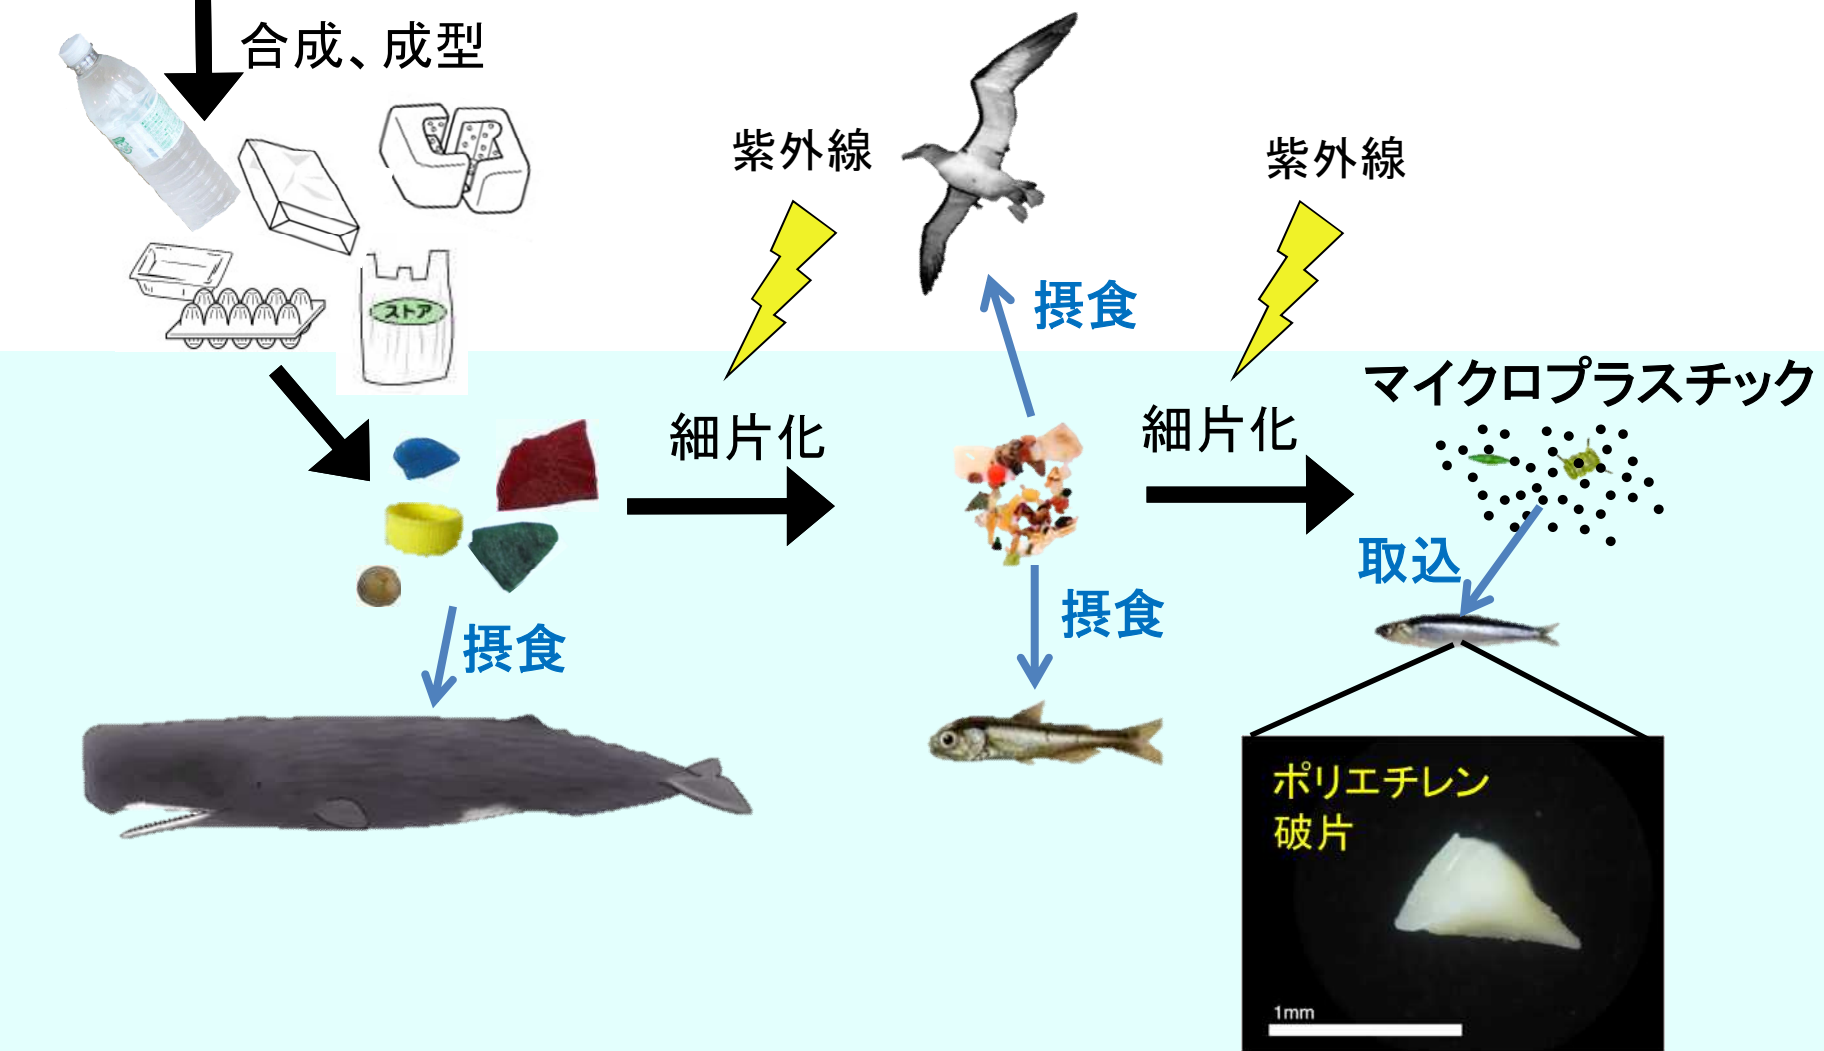 合成、成型
紫外線
紫外線
ストア
摂食
マイクロプラスチック
細片化
細片化
取込
摂食
摂食
ポリエチレン
破片
1mm